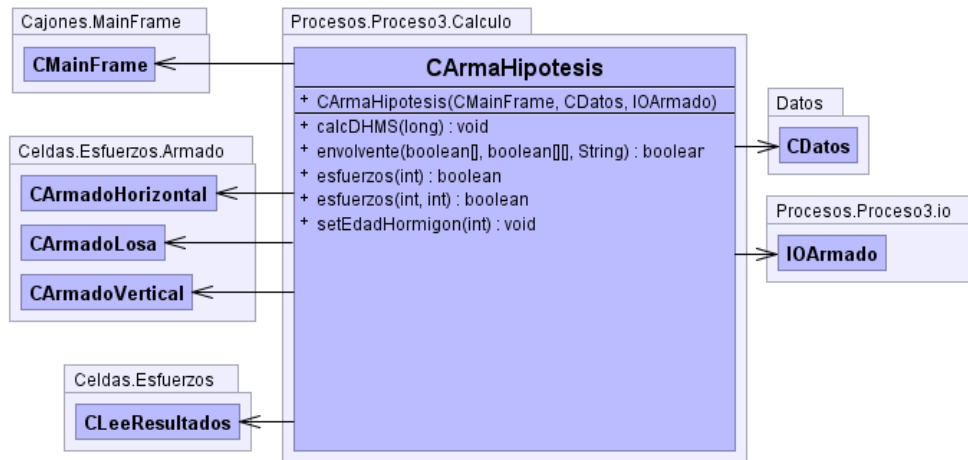 Cajones.MainFrame
CMainFrame
Celdas.Esfuerzos.Armado
CArmadoHorizontal
CArmadoLosa
CArmadoVertical
Celdas.Esfuerzos
CLeeResultados
Procesos.Proceso3.Calculo
CArmaHipotesis
+ CArmaHipotesis(CMainFrame, CDatos, IOArmado)
+ calcDHMS(long) : void
+ envolvente(boolean[], boolean[][], String) : boolear
+ esfuerzos(int) : boolean
+ esfuerzos(int, int) : boolean
+ setEdadHormigon(int) : void
Datos
CDatos
Procesos.Proceso3.io
IOArmado